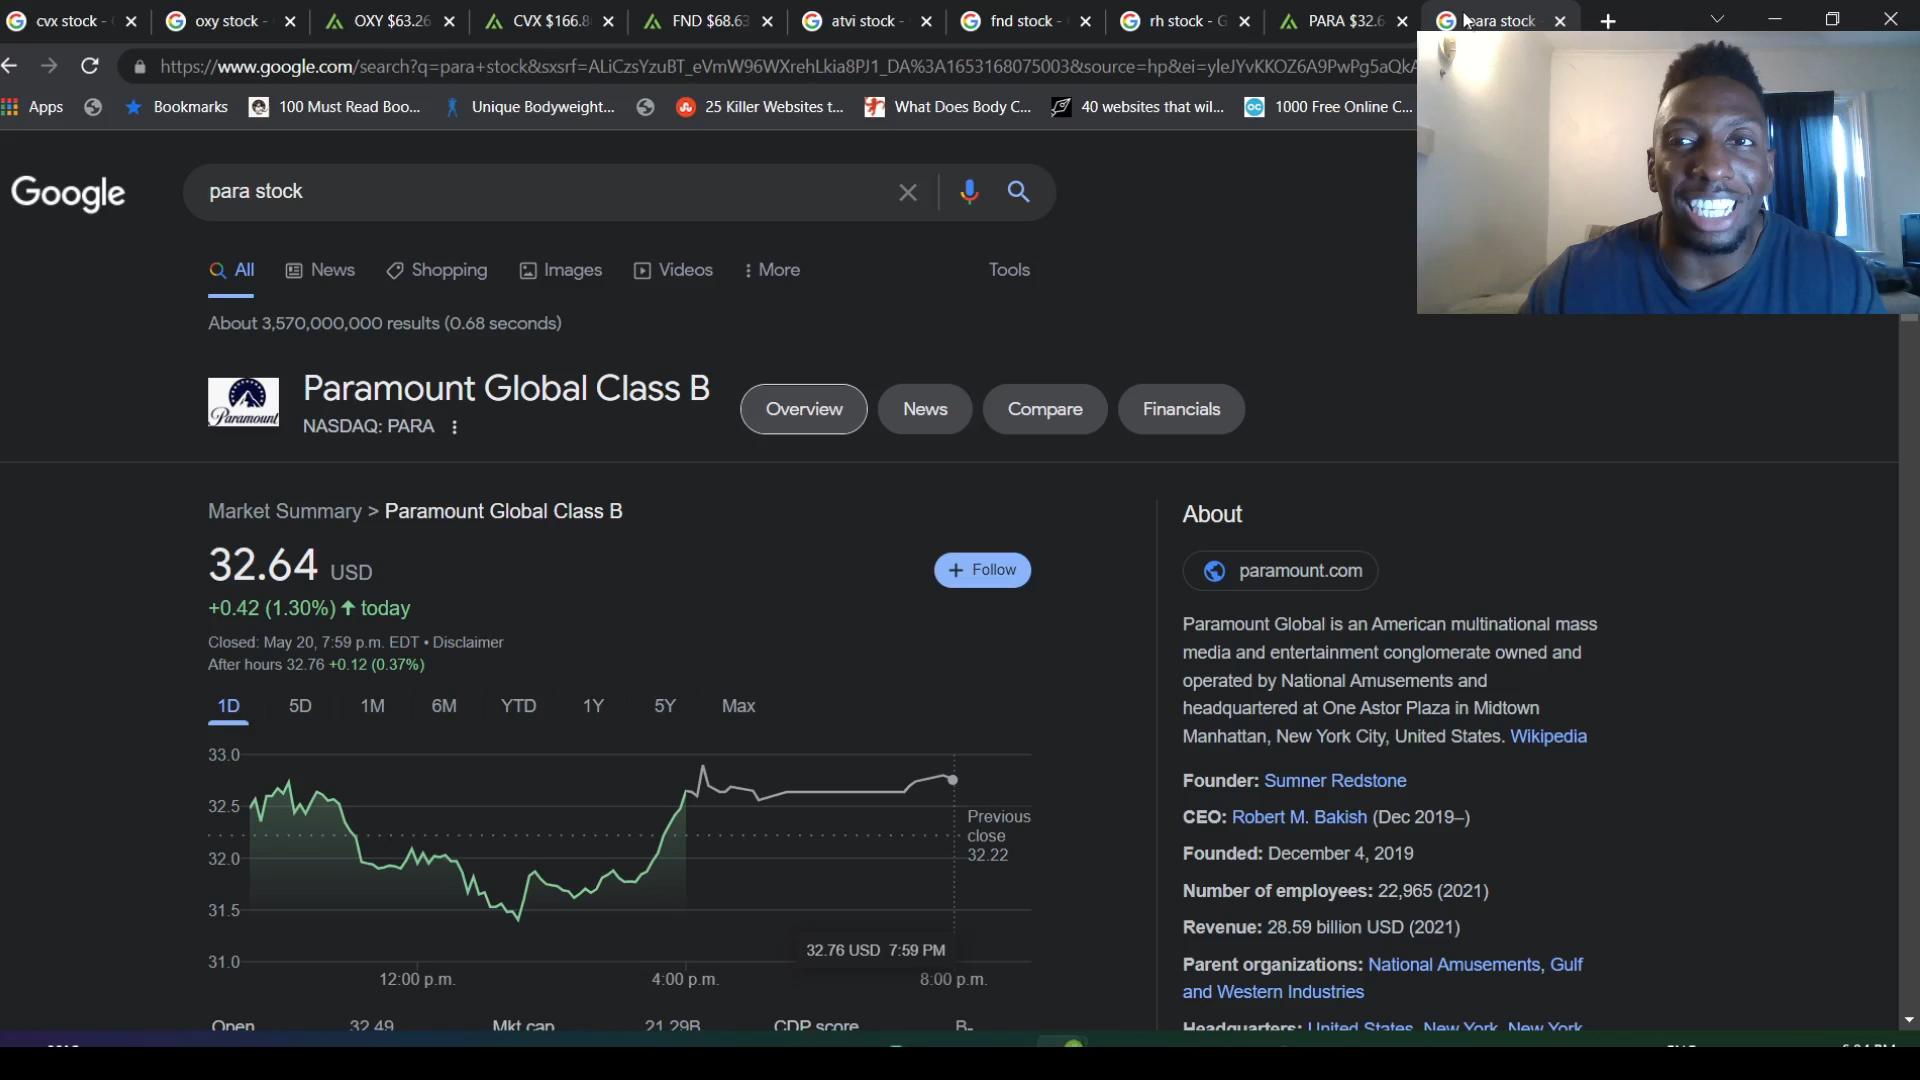 cvx stock -
oxy stock -
OXY $63.26
CVX $166.8
FND $68.63
atvi stock -
fnd stock -
rh stock - G
PARA $32.6
para stock
https://www.google.com/search?q=para+stock&sxsrf=ALiCzsYzuBT_eVmW96WXrehLkia8PJ1_DA%3A1653168075003&source=hp&ei=yleJYvKKOZ6A9PwPg5aQkA
Apps
Bookmarks
100 Must Read Boo...
Unique Bodyweight...
25 Killer Websites t...
What Does Body C...
40 websites that wil...
1000 Free Online C...
Google
para stock
All
News
Shopping
Images
Videos
More
Tools
About 3,570,000,000 results (0.68 seconds)
Paramount
Paramount Global Class B
NASDAQ: PARA
Overview
News
Compare
Financials
Market Summary > Paramount Global Class B
32.64 USD
+0.42 (1.30%) ↑ today
Closed: May 20, 7:59 p.m. EDT • Disclaimer
After hours 32.76 +0.12 (0.37%)
+ Follow
1D 5D 1M 6M YTD 1Y 5Y Max
33.0
32.5
32.0
31.5
31.0
Previous
close
32.22
32.76 USD 7:59 PM
12:00 p.m. 4:00 p.m. 8:00 p.m.
Open 32.49 Mkt cap 21.29B CDP score B-
About
paramount.com
Paramount Global is an American multinational mass
media and entertainment conglomerate owned and
operated by National Amusements and
headquartered at One Astor Plaza in Midtown
Manhattan, New York City, United States. Wikipedia
Founder: Sumner Redstone
CEO: Robert M. Bakish (Dec 2019–)
Founded: December 4, 2019
Number of employees: 22,965 (2021)
Revenue: 28.59 billion USD (2021)
Parent organizations: National Amusements, Gulf
and Western Industries
Headquarters: United States, New York, New York